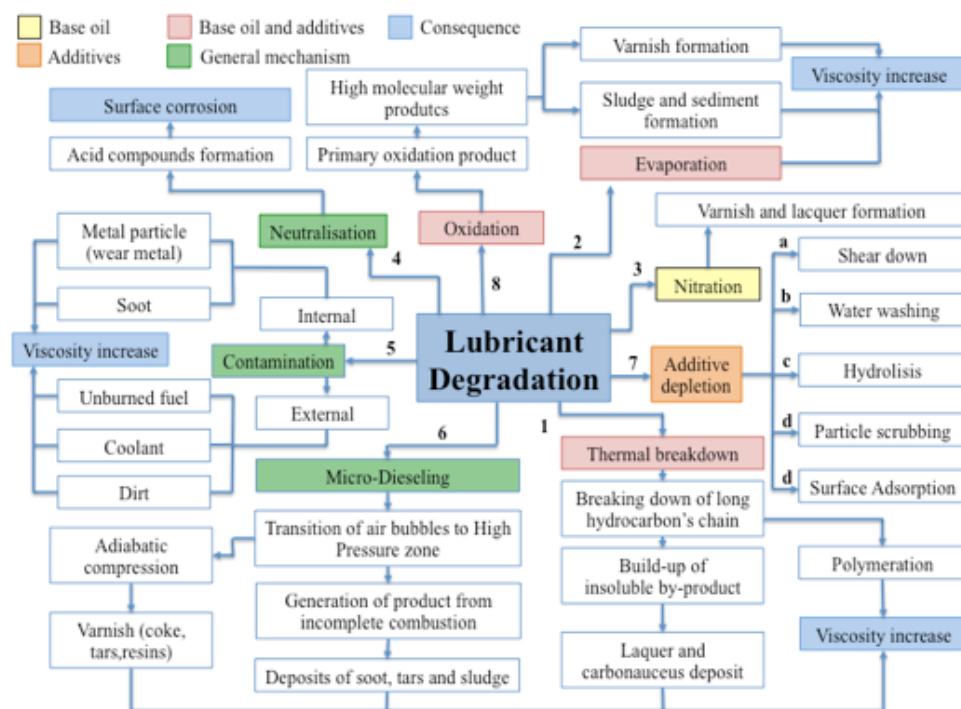 Base oil
Base oil and additives
Consequence
Additives
General mechanism
Varnish formation
Viscosity increase
High molecular weight
produtcs
Surface corrosion
Sludge and sediment
formation
Acid compounds formation
Primary oxidation product
Evaporation
Varnish and lacquer formation
Metal particle
(wear metal)
Neutralisation
Oxidation
2
a
Shear down
4
8
3
Nitration
b
Water washing
Soot
Internal
Lubricant
Degradation
Viscosity increase
Contamination
5
7
Additive
depletion
c
Hydrolisis
Unburned fuel
External
6
1
d
Particle scrubbing
Coolant
Micro-Dieseling
Thermal breakdown
d
Surface Adsorption
Dirt
Breaking down of long
hydrocarbon's chain
Transition of air bubbles to High
Pressure zone
Adiabatic
compression
Build-up of
insoluble by-product
Polymeration
Generation of product from
incomplete combustion
Varnish (coke,
tars,resins)
Viscosity increase
Laquer and
carbonauceus deposit
Deposits of soot, tars and sludge